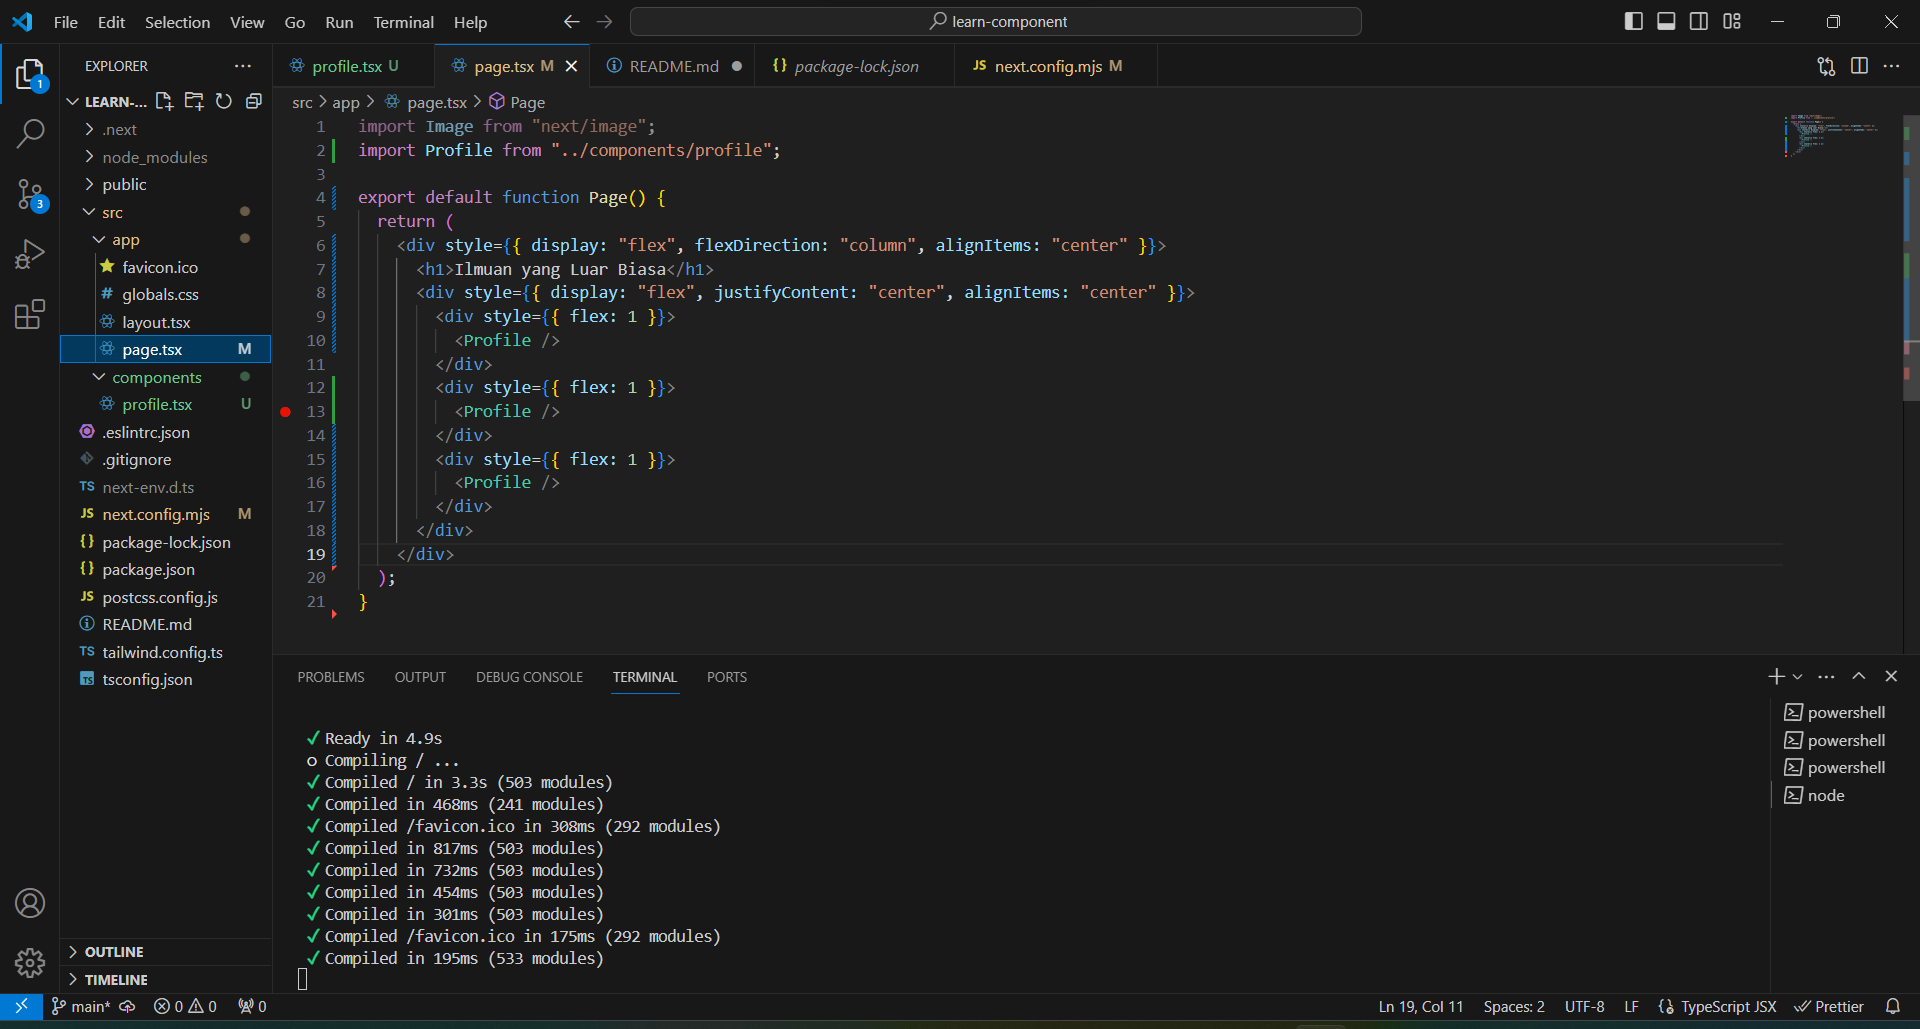 File Edit Selection View Go Run Terminal Help
learn-component
EXPLORER
LEARN-...
.next
node_modules
public
src
app
favicon.ico
# globals.css
layout.tsx
page.tsx M
components
profile.tsx U
.eslintrc.json
.gitignore
TS next-env.d.ts
JS next.config.mjs M
{} package-lock.json
{} package.json
JS postcss.config.js
README.md
TS tailwind.config.ts
TS tsconfig.json
OUTLINE
TIMELINE
1
3
profile.tsx U
page.tsx M
README.md
{} package-lock.json
JS next.config.mjs M
src > app > page.tsx > Page
1 import Image from "next/image";
2 import Profile from "../components/profile";
3
4 export default function Page() {
5 return (
6 <div style={{ display: "flex", flexDirection: "column", alignItems: "center" }}>
7 <h1>Ilmuan yang Luar Biasa</h1>
8 <div style={{ display: "flex", justifyContent: "center", alignItems: "center" }}>
9 <div style={{ flex: 1 }}>
10 <Profile />
11 </div>
12 <div style={{ flex: 1 }}>
13 <Profile />
14 </div>
15 <div style={{ flex: 1 }}>
16 <Profile />
17 </div>
18 </div>
19 </div>
20 );
21 }
PROBLEMS OUTPUT DEBUG CONSOLE TERMINAL PORTS
✓ Ready in 4.9s
○ Compiling / ...
✓ Compiled / in 3.3s (503 modules)
✓ Compiled in 468ms (241 modules)
✓ Compiled /favicon.ico in 308ms (292 modules)
✓ Compiled in 817ms (503 modules)
✓ Compiled in 732ms (503 modules)
✓ Compiled in 454ms (503 modules)
✓ Compiled in 301ms (503 modules)
✓ Compiled /favicon.ico in 175ms (292 modules)
✓ Compiled in 195ms (533 modules)
powershell
powershell
powershell
node
main* 0 0 0
Ln 19, Col 11 Spaces: 2 UTF-8 LF {} TypeScript JSX Prettier